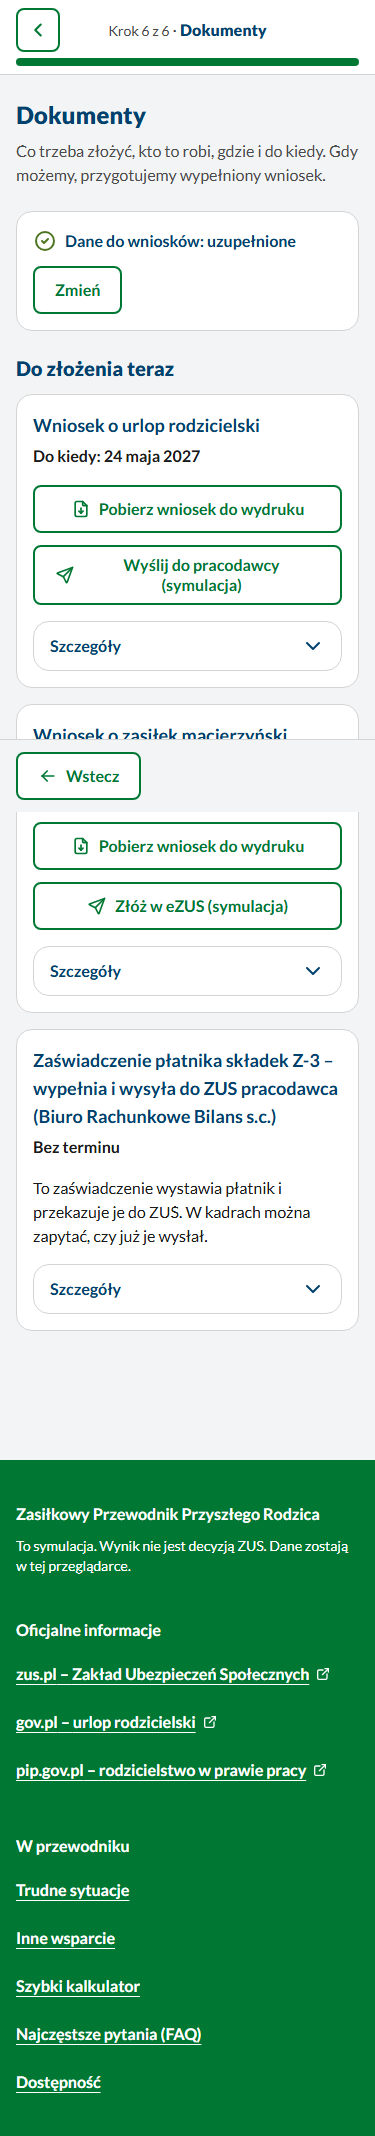 Krok 6 z 6 · Dokumenty
Dokumenty
Co trzeba złożyć, kto to robi, gdzie i do kiedy. Gdy
możemy, przygotujemy wypełniony wniosek.
Dane do wniosków: uzupełnione
Zmień
Do złożenia teraz
Wniosek o urlop rodzicielski
Do kiedy: 24 maja 2027
Pobierz wniosek do wydruku
Wyślij do pracodawcy
(symulacja)
Szczegóły
Wniosek o zasiłek macierzyński
Wstecz
Pobierz wniosek do wydruku
Złóż w eZUS (symulacja)
Szczegóły
Zaświadczenie płatnika składek Z-3 –
wypełnia i wysyła do ZUS pracodawca
(Biuro Rachunkowe Bilans s.c.)
Bez terminu
To zaświadczenie wystawia płatnik i
przekazuje je do ZUS. W kadrach można
zapytać, czy już je wysłał.
Szczegóły
Zasiłkowy Przewodnik Przyszłego Rodzica
To symulacja. Wynik nie jest decyzją ZUS. Dane zostają
w tej przeglądarce.
Oficjalne informacje
zus.pl – Zakład Ubezpieczeń Społecznych
gov.pl – urlop rodzicielski
pip.gov.pl – rodzicielstwo w prawie pracy
W przewodniku
Trudne sytuacje
Inne wsparcie
Szybki kalkulator
Najczęstsze pytania (FAQ)
Dostępność